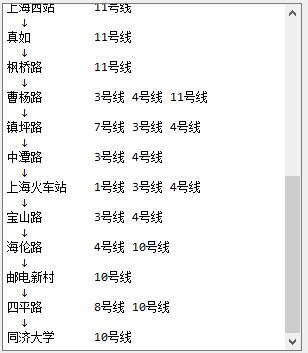 上海西站 11号线
↓
真如 11号线
↓
枫桥路 11号线
↓
曹杨路 3号线 4号线 11号线
↓
镇坪路 7号线 3号线 4号线
↓
中潭路 3号线 4号线
↓
上海火车站 1号线 3号线 4号线
↓
宝山路 3号线 4号线
↓
海伦路 4号线 10号线
↓
邮电新村 10号线
↓
四平路 8号线 10号线
↓
同济大学 10号线